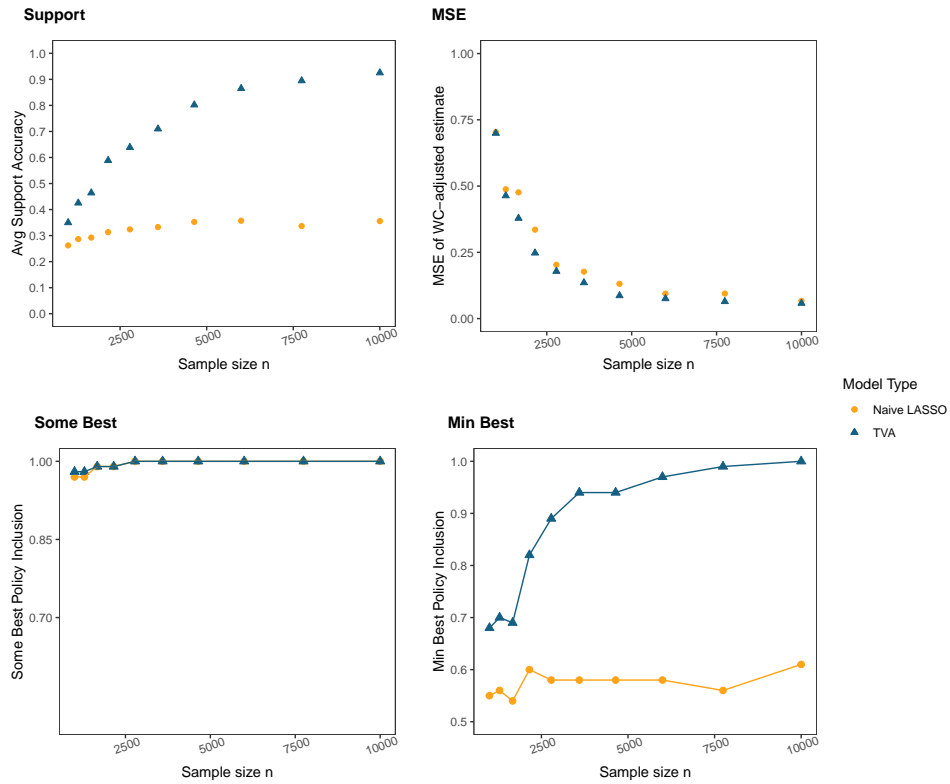 Support
Avg Support Accuracy
1.0
0.9
0.8
0.7
0.6
0.5
0.4
0.3
0.2
0.1
0.0
2500
5000
7500
10000
Sample size n
MSE
MSE of WC-adjusted estimate
1.00
0.75
0.50
0.25
0.00
2500
5000
7500
10000
Sample size n
Some Best
Some Best Policy Inclusion
1.00
0.85
0.70
2500
5000
7500
10000
Sample size n
Min Best
Min Best Policy Inclusion
1.0
0.9
0.8
0.7
0.6
0.5
2500
5000
7500
10000
Sample size n
Model Type
Naive LASSO
TVA